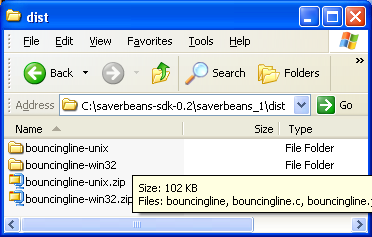 dist
File Edit View Favorites Tools Help
Back Search Folders
Address C:\saverbeans-sdk-0.2\saverbeans_1\dist Go
Name Size Type
bouncingline-unix File Folder
bouncingline-win32 File Folder
bouncingline-unix.zip
bouncingline-win32.zip
Size: 102 KB
Files: bouncingline, bouncingline.c, bouncingline.